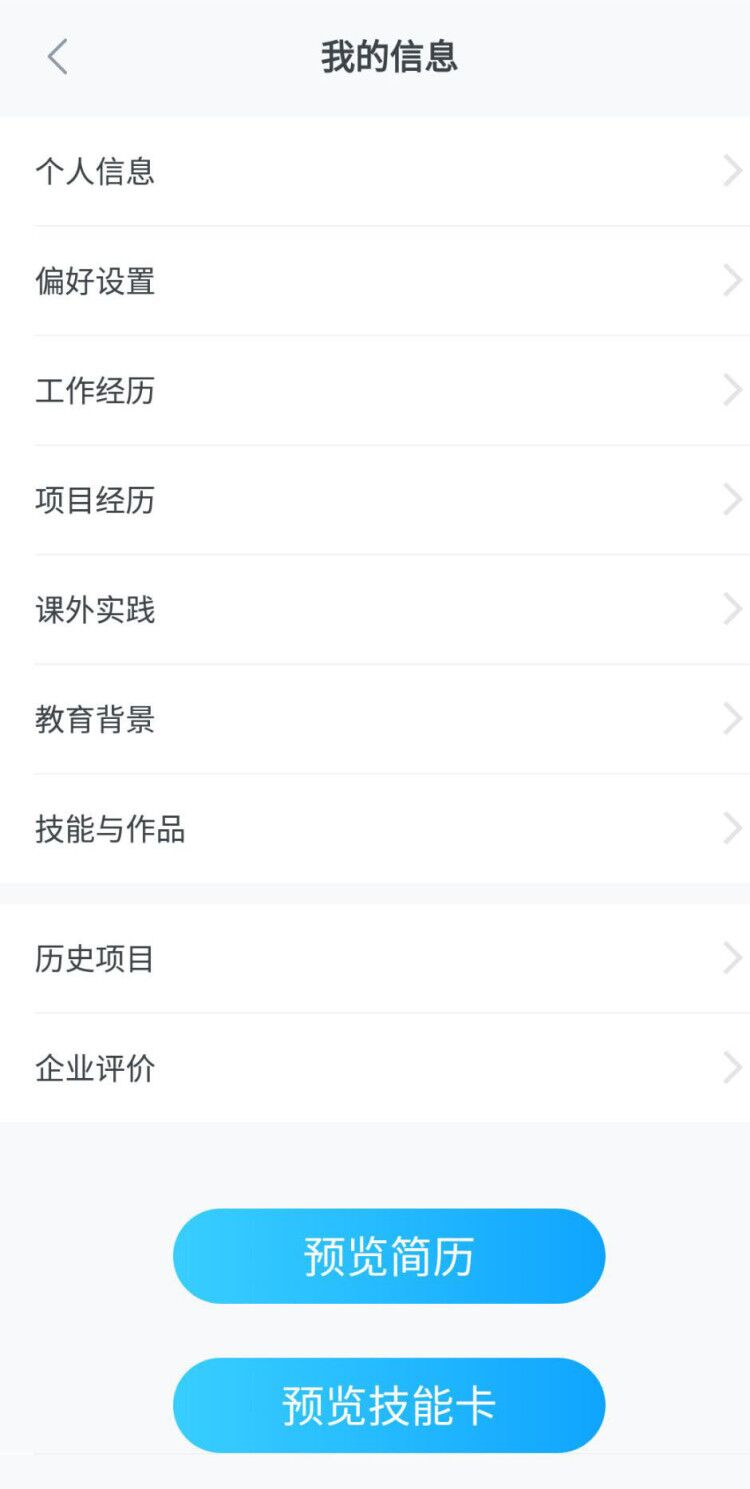 我的信息
个人信息
偏好设置
工作经历
项目经历
课外实践
教育背景
技能与作品
历史项目
企业评价
预览简历
预览技能卡